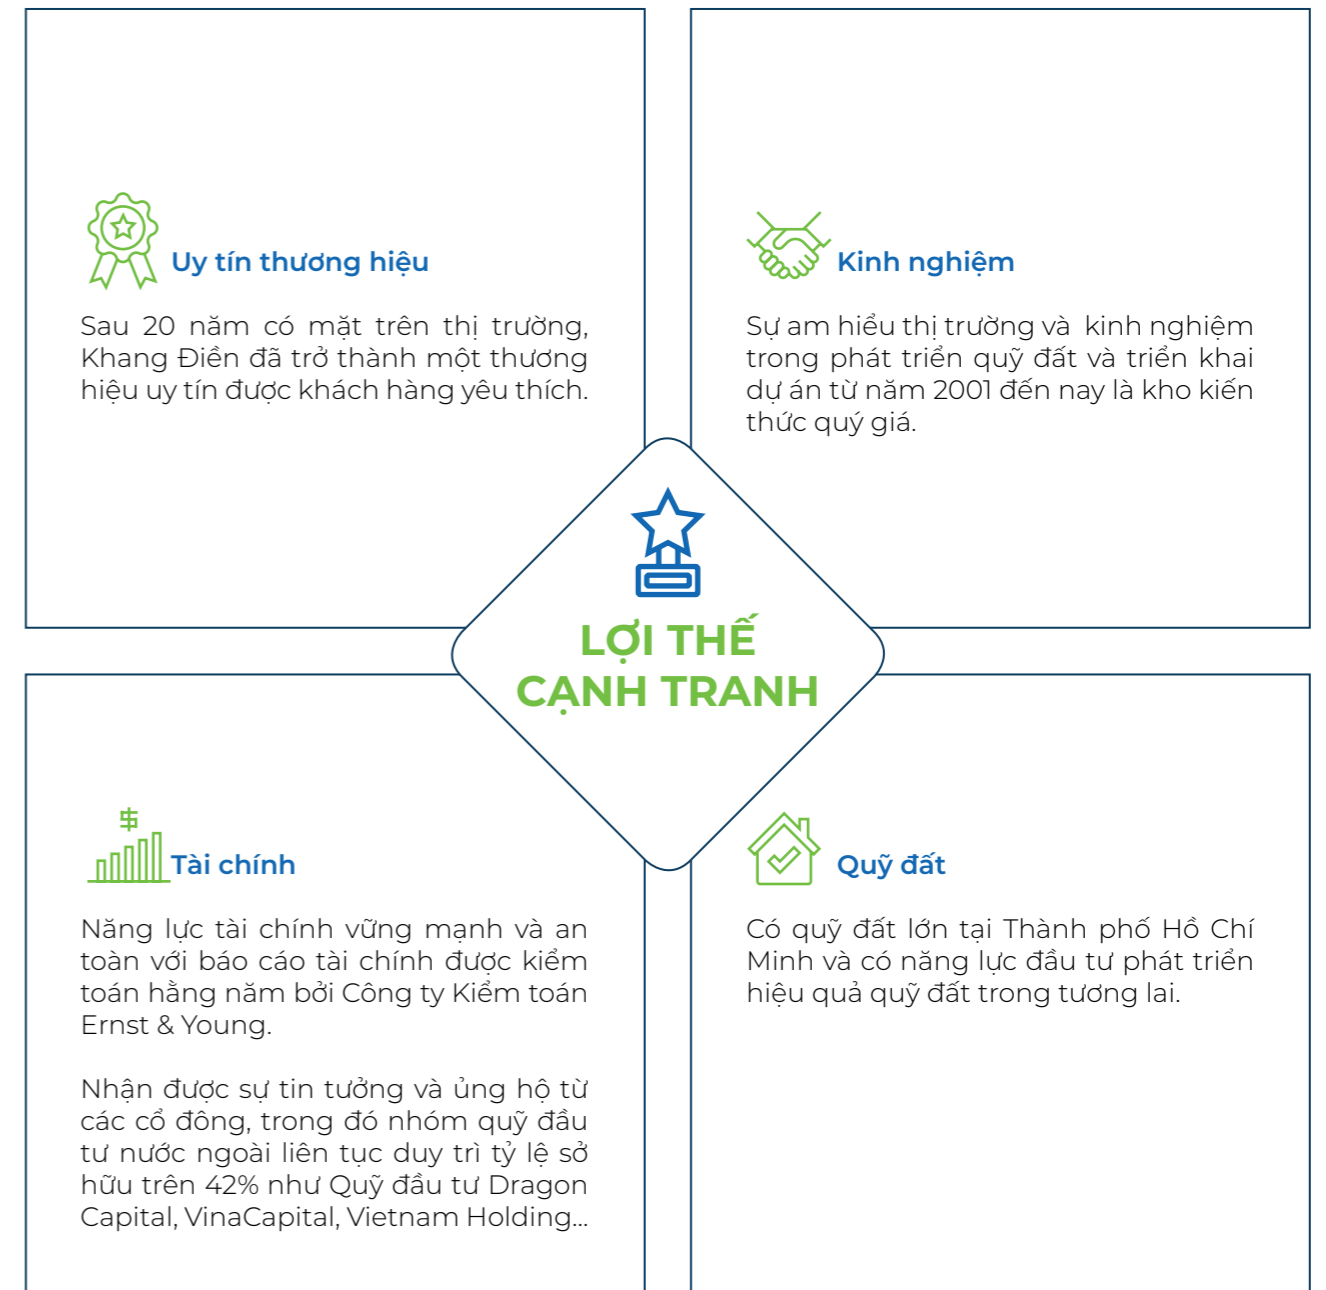 Uy tín thương hiệu
Sau 20 năm có mặt trên thị trường,
Khang Điền đã trở thành một thương
hiệu uy tín được khách hàng yêu thích.
Kinh nghiệm
Sự am hiểu thị trường và kinh nghiệm
trong phát triển quỹ đất và triển khai
dự án từ năm 2001 đến nay là kho kiến
thức quý giá.
LỢI THẾ
CẠNH TRANH
$
Tài chính
Năng lực tài chính vững mạnh và an
toàn với báo cáo tài chính được kiểm
toán hằng năm bởi Công ty Kiểm toán
Ernst & Young.
Nhận được sự tin tưởng và ủng hộ từ
các cổ đông, trong đó nhóm quỹ đầu
tư nước ngoài liên tục duy trì tỷ lệ sở
hữu trên 42% như Quỹ đầu tư Dragon
Capital, VinaCapital, Vietnam Holding...
Quỹ đất
Có quỹ đất lớn tại Thành phố Hồ Chí
Minh và có năng lực đầu tư phát triển
hiệu quả quỹ đất trong tương lai.